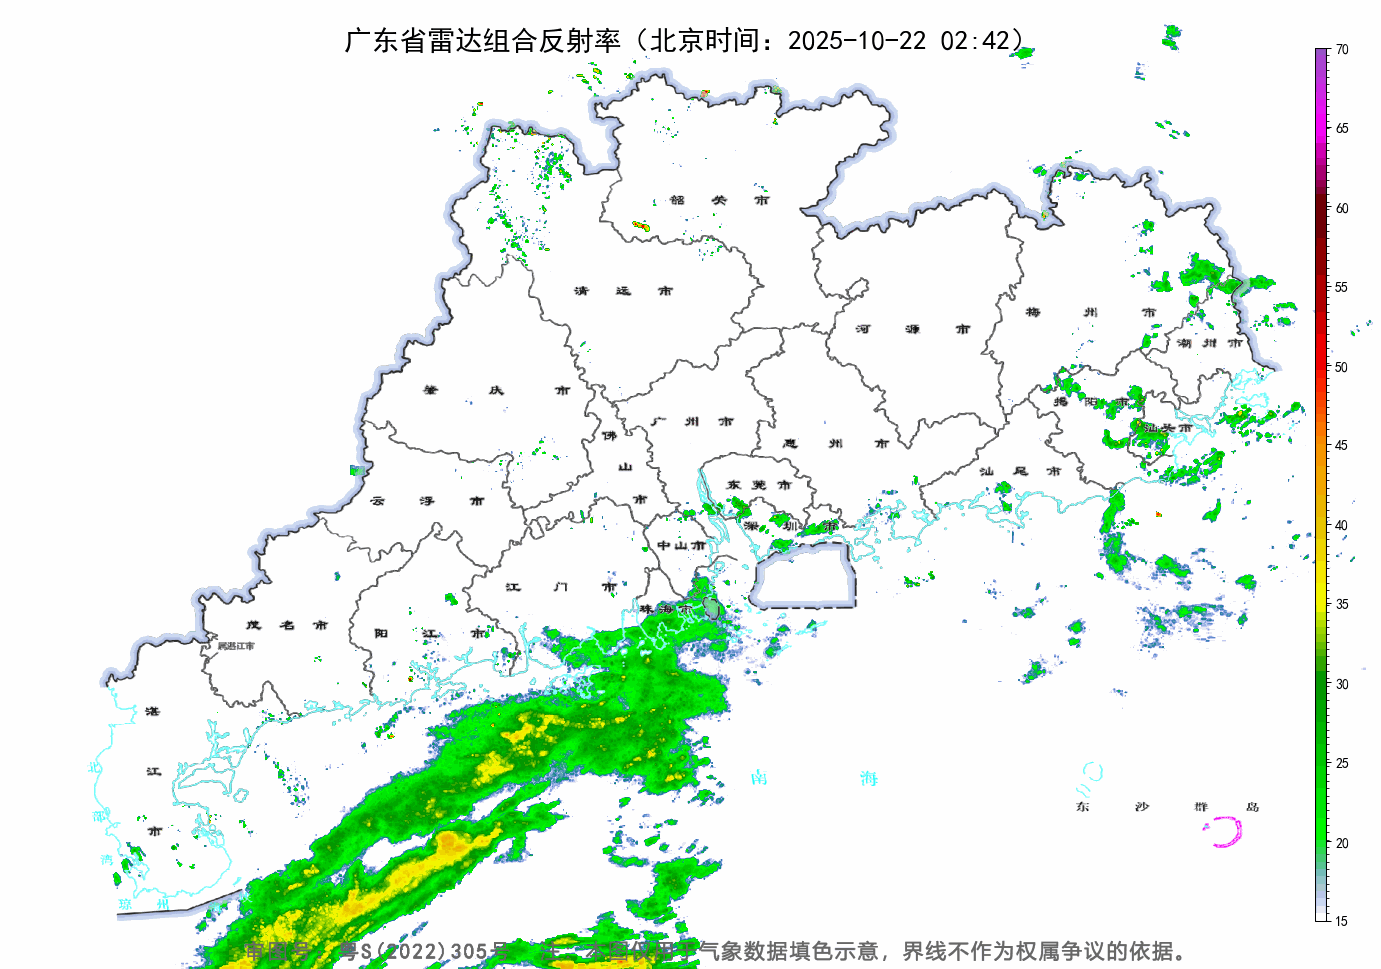 广东省雷达组合反射率（北京时间：2025-10-22 02:42）
70
65
60
55
50
45
40
35
30
25
20
15
韶关市
清远市
河源市
梅州市
潮州市
肇庆市
广州市
佛山市
惠州市
揭阳市
汕头市
汕尾市
云浮市
东莞市
深圳市
中山市
江门市
珠海市
茂名市
属湛江市
阳江市
湛江市
北部湾
琼州
南海
东沙群岛
审图号：粤S(2022)305号 注：本图仅用于气象数据填色示意，界线不作为权属争议的依据。